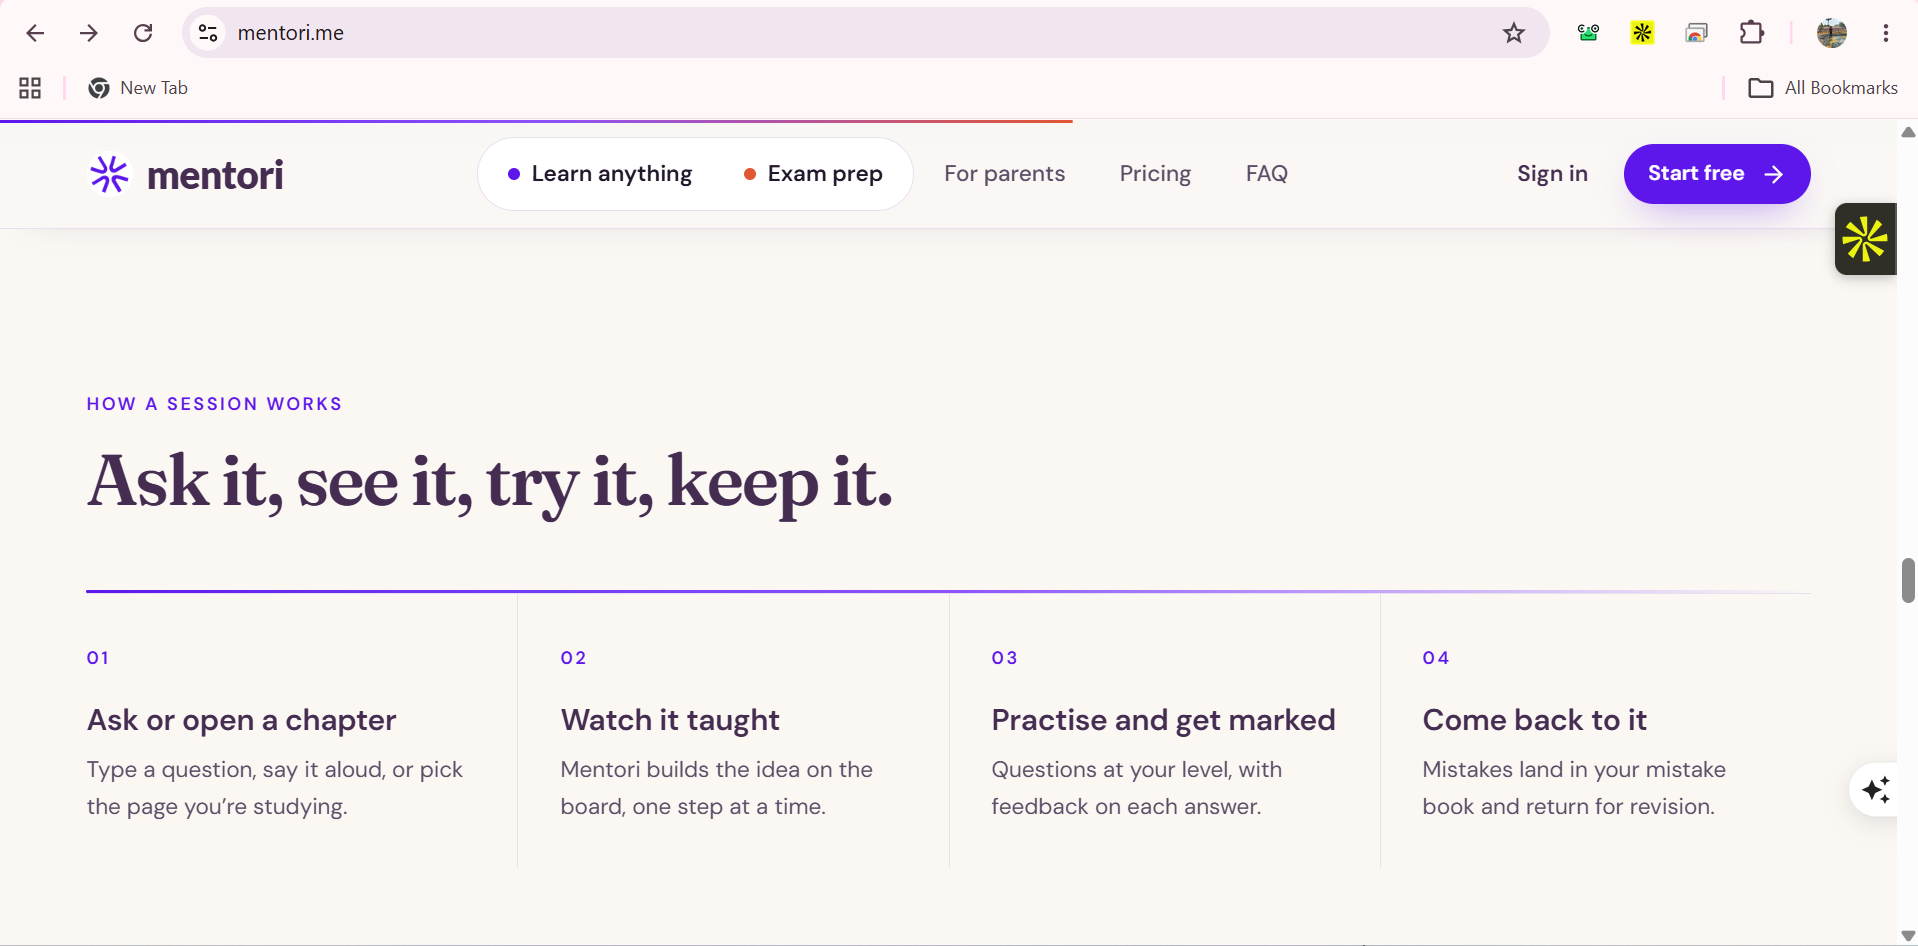 mentori.me
New Tab
All Bookmarks
mentori
Learn anything
Exam prep
For parents
Pricing
FAQ
Sign in
Start free
HOW A SESSION WORKS
Ask it, see it, try it, keep it.
01
Ask or open a chapter
Type a question, say it aloud, or pick
the page you’re studying.
02
Watch it taught
Mentori builds the idea on the
board, one step at a time.
03
Practise and get marked
Questions at your level, with
feedback on each answer.
04
Come back to it
Mistakes land in your mistake
book and return for revision.